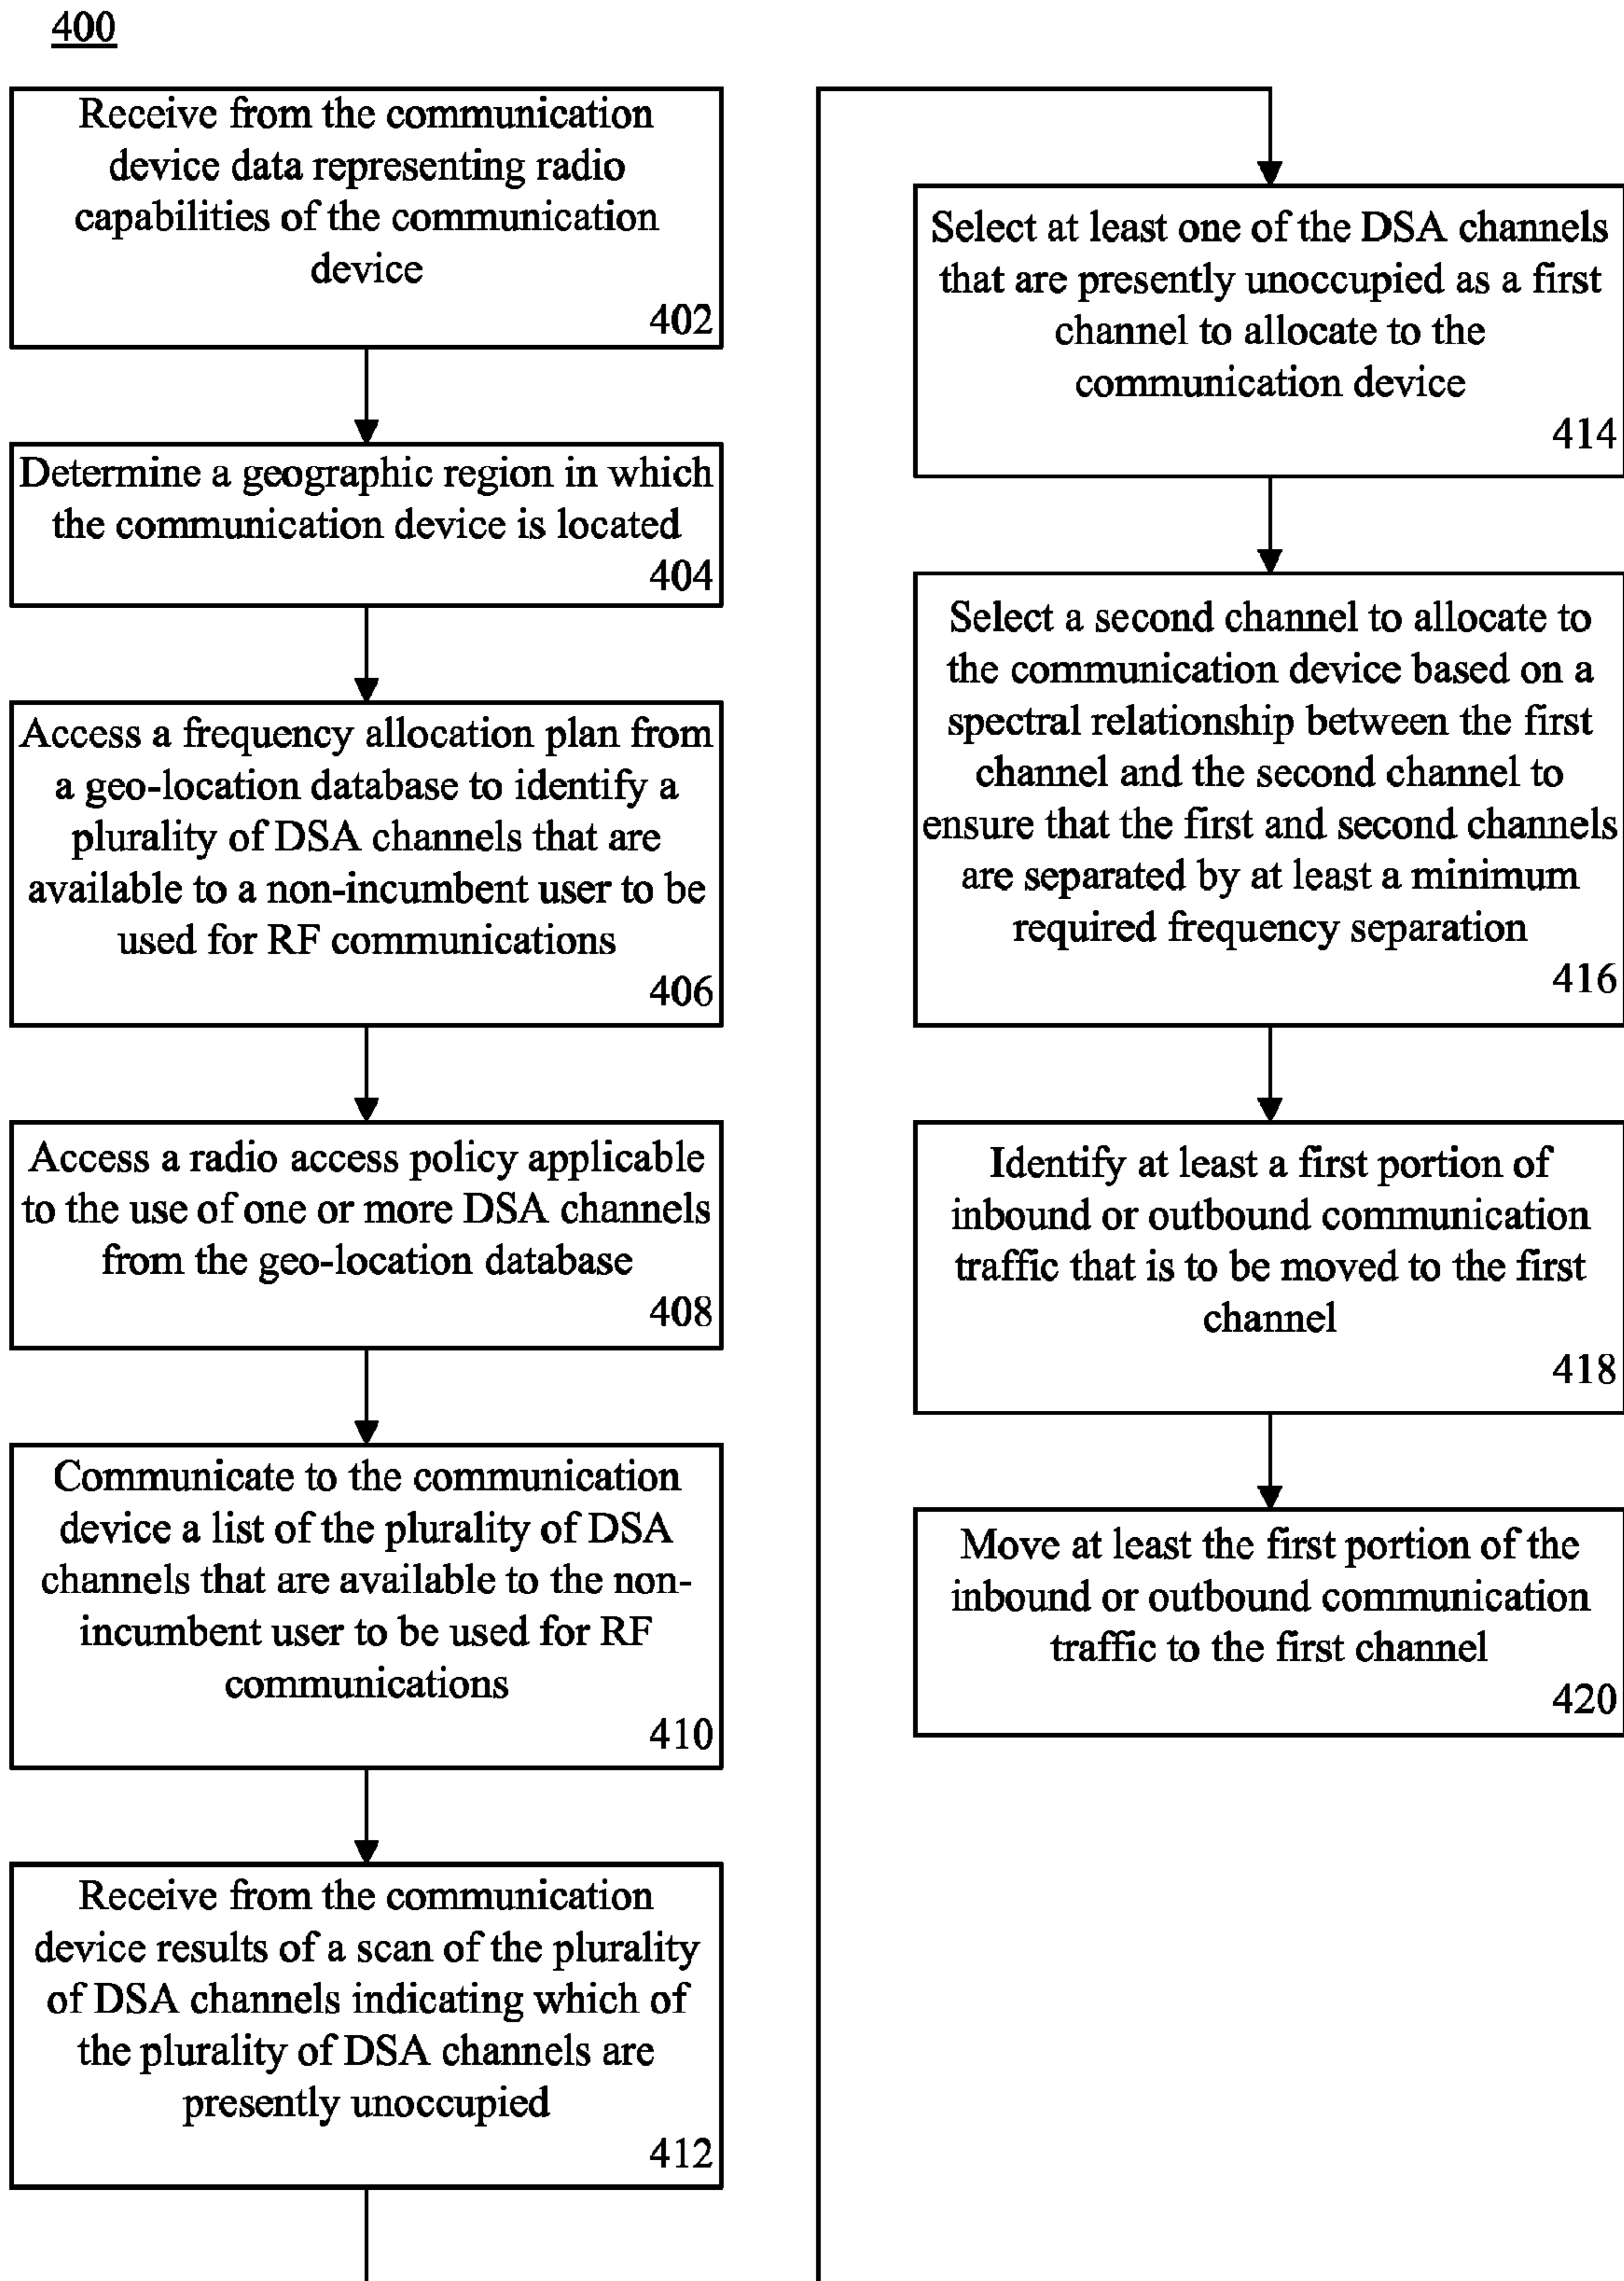 400
Receive from the communication
device data representing radio
capabilities of the communication
device
402
Determine a geographic region in which
the communication device is located
404
Access a frequency allocation plan from
a geo-location database to identify a
plurality of DSA channels that are
available to a non-incumbent user to be
used for RF communications
406
Access a radio access policy applicable
to the use of one or more DSA channels
from the geo-location database
408
Communicate to the communication
device a list of the plurality of DSA
channels that are available to the non-
incumbent user to be used for RF
communications
410
Receive from the communication
device results of a scan of the plurality
of DSA channels indicating which of
the plurality of DSA channels are
presently unoccupied
412
Select at least one of the DSA channels
that are presently unoccupied as a first
channel to allocate to the
communication device
414
Select a second channel to allocate to
the communication device based on a
spectral relationship between the first
channel and the second channel to
ensure that the first and second channels
are separated by at least a minimum
required frequency separation
416
Identify at least a first portion of
inbound or outbound communication
traffic that is to be moved to the first
channel
418
Move at least the first portion of the
inbound or outbound communication
traffic to the first channel
420